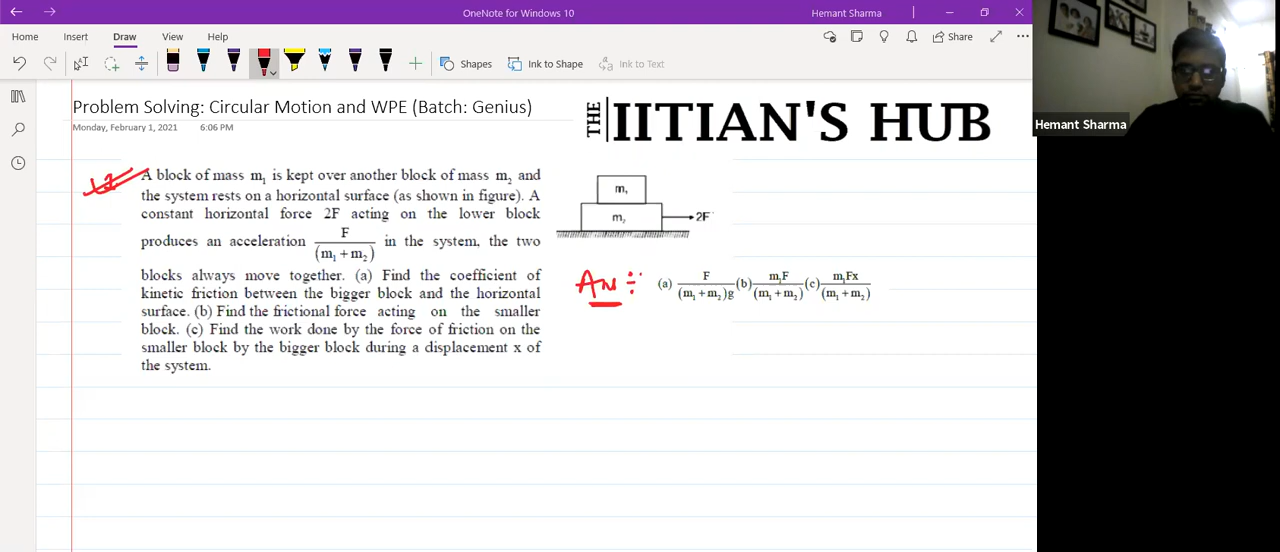 OneNote for Windows 10
Hemant Sharma
Home Insert Draw View Help
Share
Shapes Ink to Shape Ink to Text
Problem Solving: Circular Motion and WPE (Batch: Genius)
Monday, February 1, 2021 6:06 PM
THE IITIAN'S HUB
Hemant Sharma
A block of mass m₁ is kept over another block of mass m₂ and
the system rests on a horizontal surface (as shown in figure). A
constant horizontal force 2F acting on the lower block
produces an acceleration F/(m₁ + m₂) in the system, the two
blocks always move together. (a) Find the coefficient of
kinetic friction between the bigger block and the horizontal
surface. (b) Find the frictional force acting on the smaller
block. (c) Find the work done by the force of friction on the
smaller block by the bigger block during a displacement x of
the system.
m₁
m₂ 2F
Ans ÷ (a) F/(m₁ + m₂)g (b) m₁F/(m₁ + m₂) (c) m₁Fx/(m₁ + m₂)